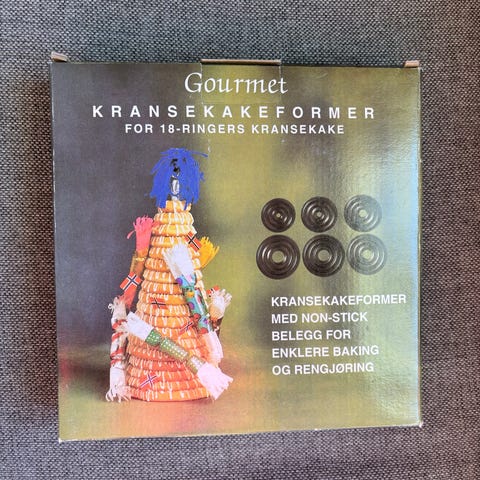 Gourmet
KRANSEKAKEFORMER
FOR 18-RINGERS KRANSEKAKE
KRANSEKAKEFORMER
MED NON-STICK
BELEGG FOR
ENKLERE BAKING
OG RENGJØRING